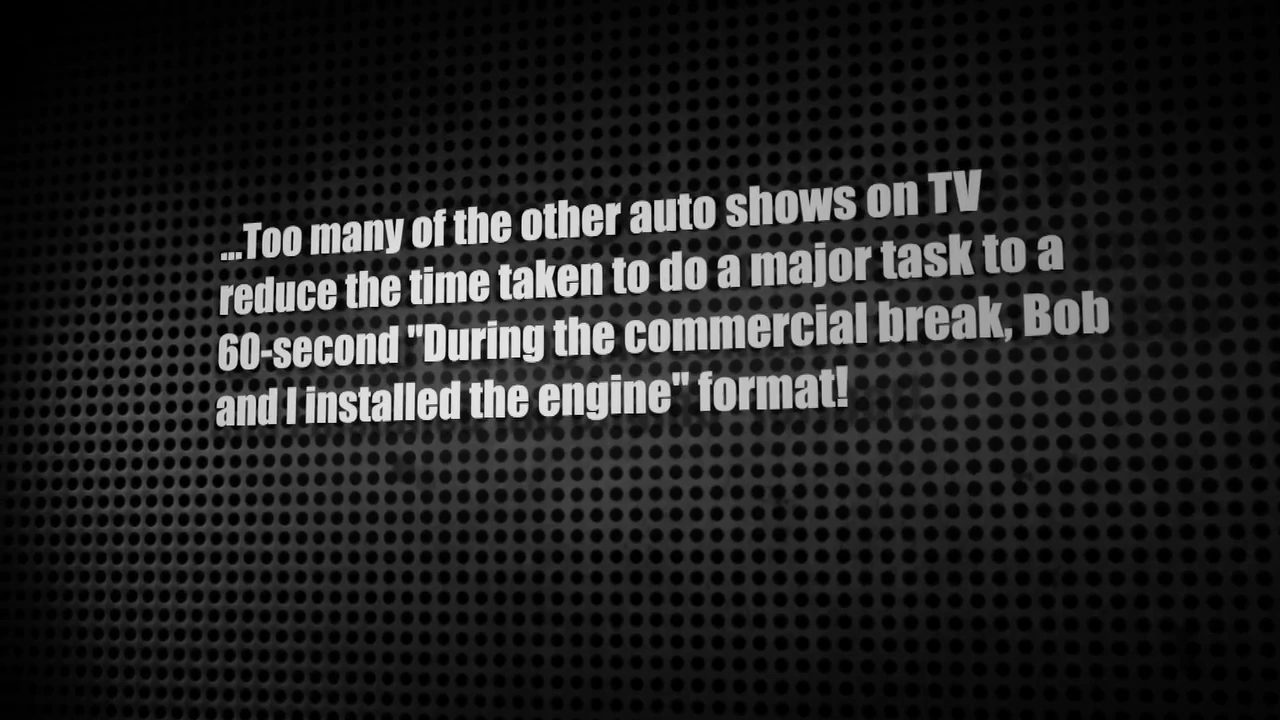 ...Too many of the other auto shows on TV
reduce the time taken to do a major task to a
60-second "During the commercial break, Bob
and I installed the engine" format!